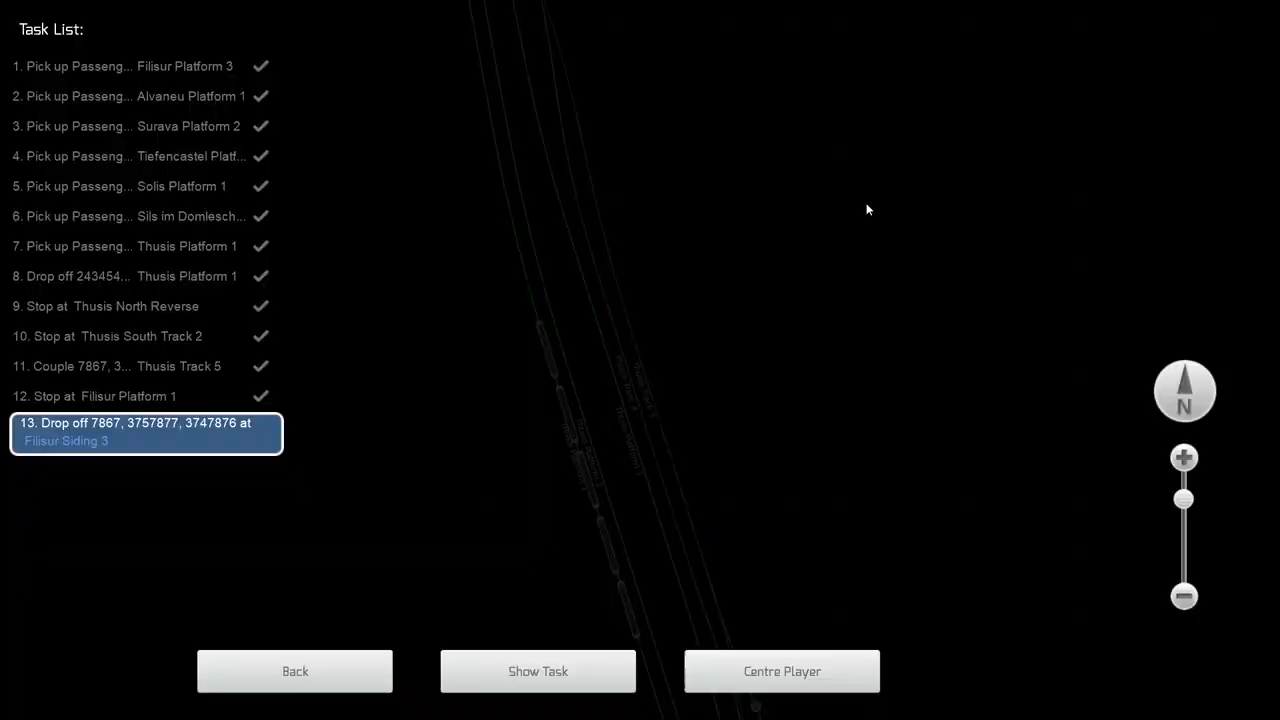 Task List:
1. Pick up Passeng... Filisur Platform 3
2. Pick up Passeng... Alvaneu Platform 1
3. Pick up Passeng... Surava Platform 2
4. Pick up Passeng... Tiefencastel Platf...
5. Pick up Passeng... Solis Platform 1
6. Pick up Passeng... Sils im Domlesch...
7. Pick up Passeng... Thusis Platform 1
8. Drop off 243454... Thusis Platform 1
9. Stop at Thusis North Reverse
10. Stop at Thusis South Track 2
11. Couple 7867, 3... Thusis Track 5
12. Stop at Filisur Platform 1
13. Drop off 7867, 3757877, 3747876 at
Filisur Siding 3
N
Back
Show Task
Centre Player